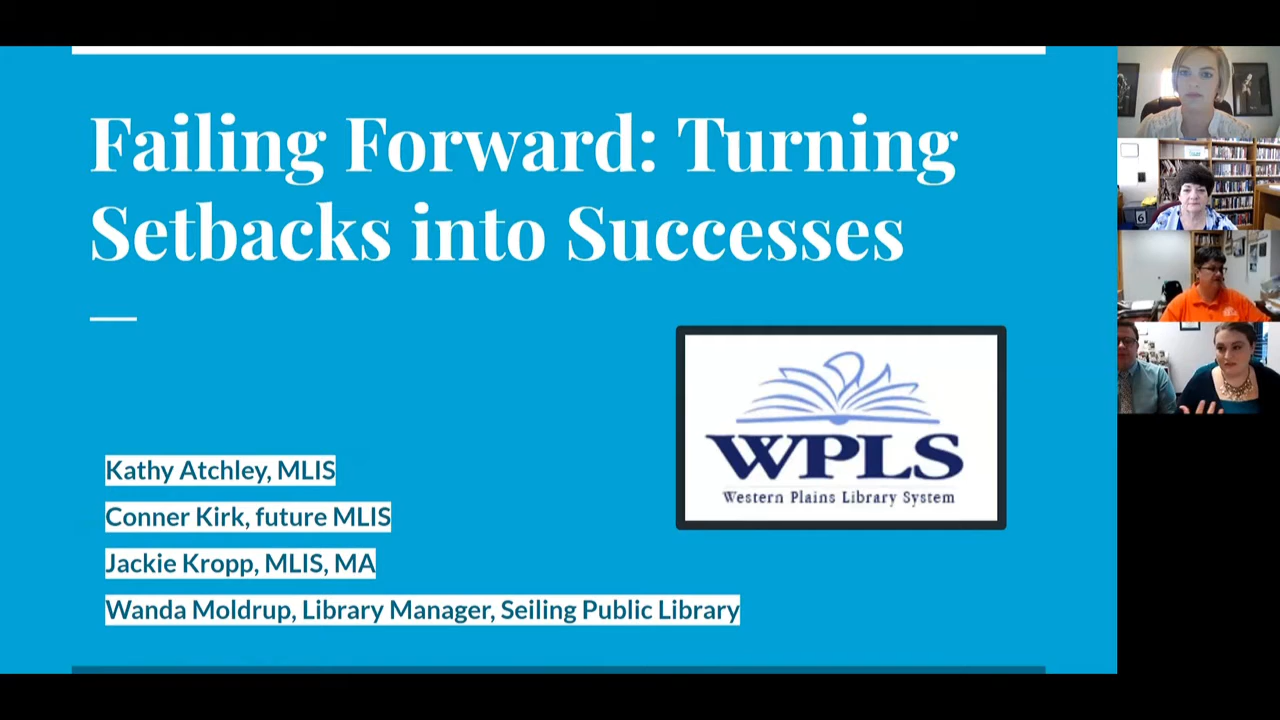 Failing Forward: Turning
Setbacks into Successes
WPLS
Western Plains Library System
Kathy Atchley, MLIS
Conner Kirk, future MLIS
Jackie Kropp, MLIS, MA
Wanda Moldrup, Library Manager, Seiling Public Library
6